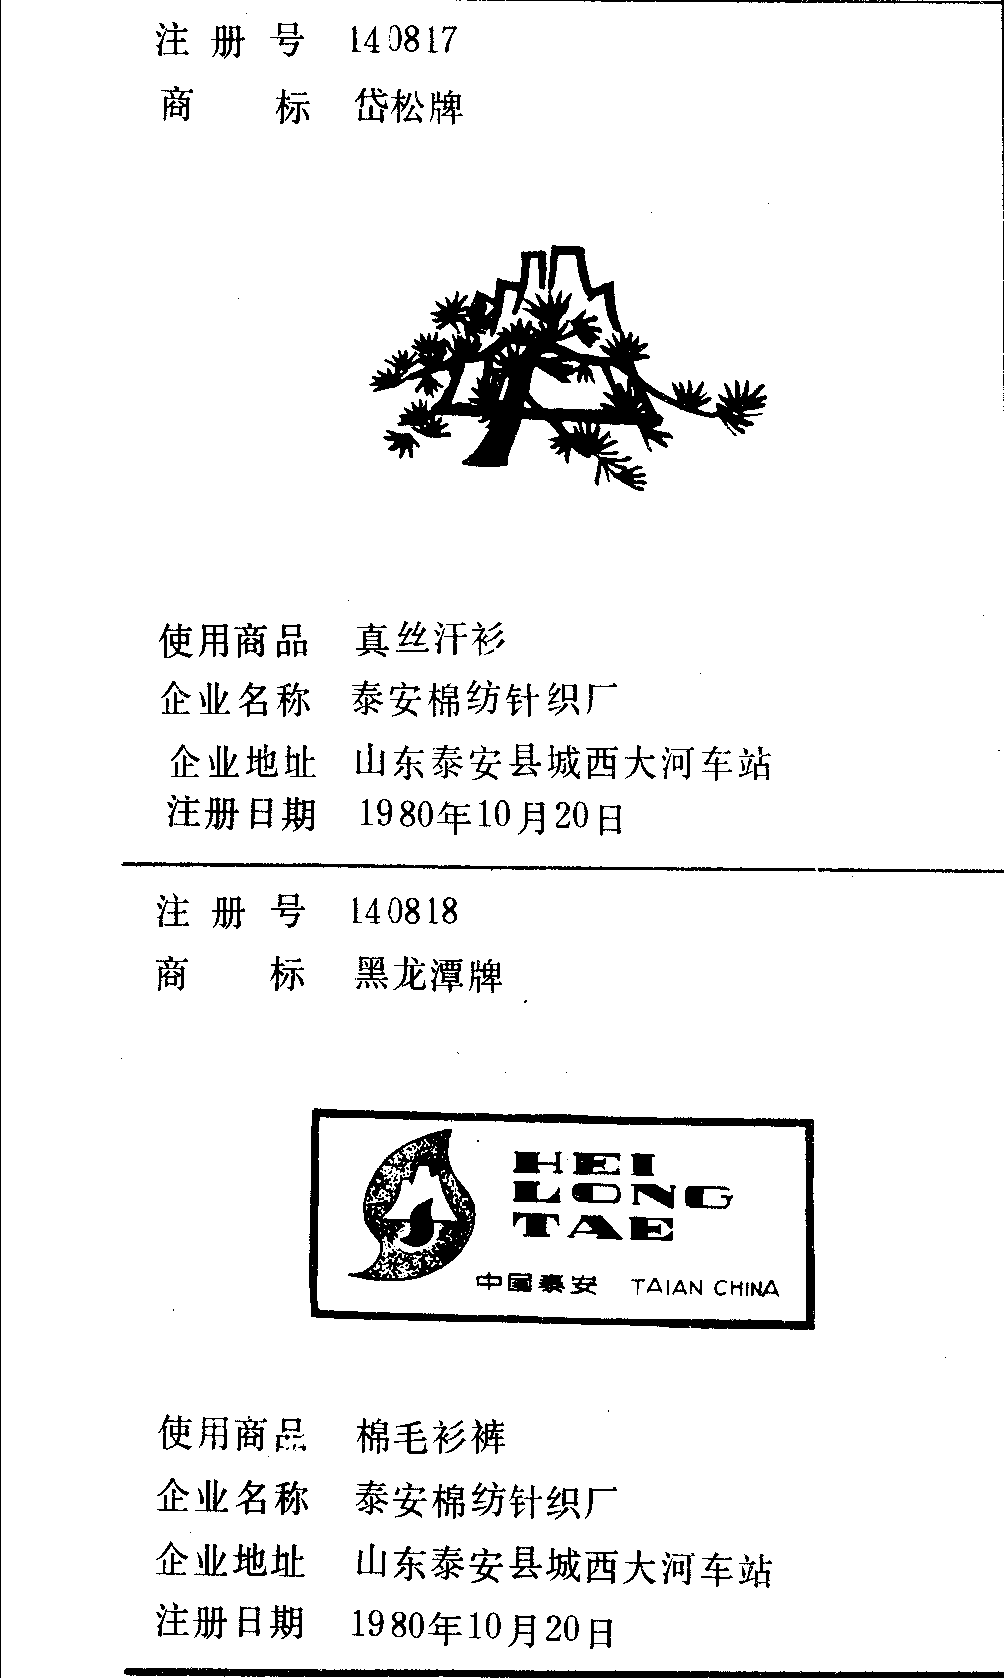 注册号 140817
商标 岱松牌
使用商品 真丝汗衫
企业名称 泰安棉纺针织厂
企业地址 山东泰安县城西大河车站
注册日期 1980年10月20日
注册号 140818
商标 黑龙潭牌
HEI
LONG
TAE
中国泰安 TAIAN CHINA
使用商品 棉毛衫裤
企业名称 泰安棉纺针织厂
企业地址 山东泰安县城西大河车站
注册日期 1980年10月20日